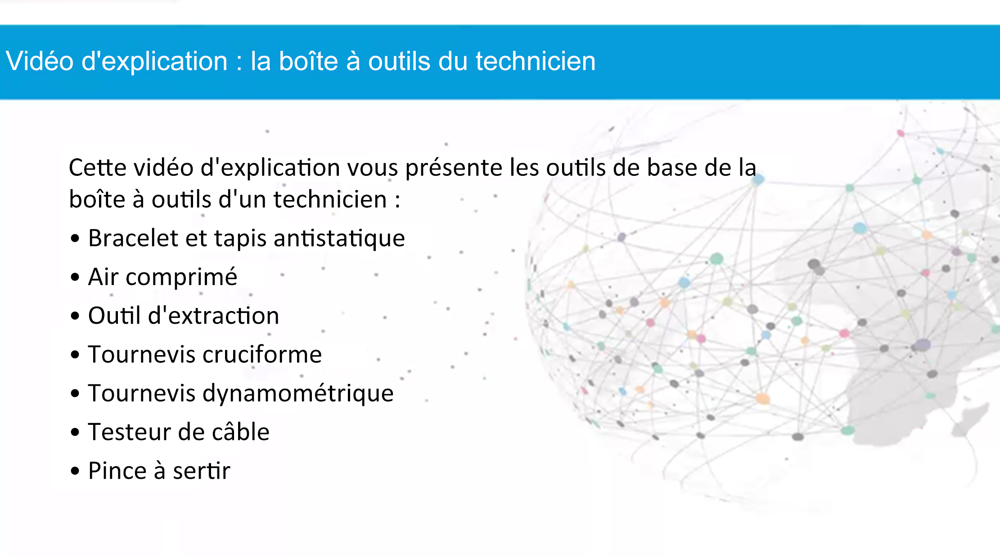 Vidéo d'explication : la boîte à outils du technicien
Cette vidéo d'explication vous présente les outils de base de la
boîte à outils d'un technicien :
• Bracelet et tapis antistatique
• Air comprimé
• Outil d'extraction
• Tournevis cruciforme
• Tournevis dynamométrique
• Testeur de câble
• Pince à sertir